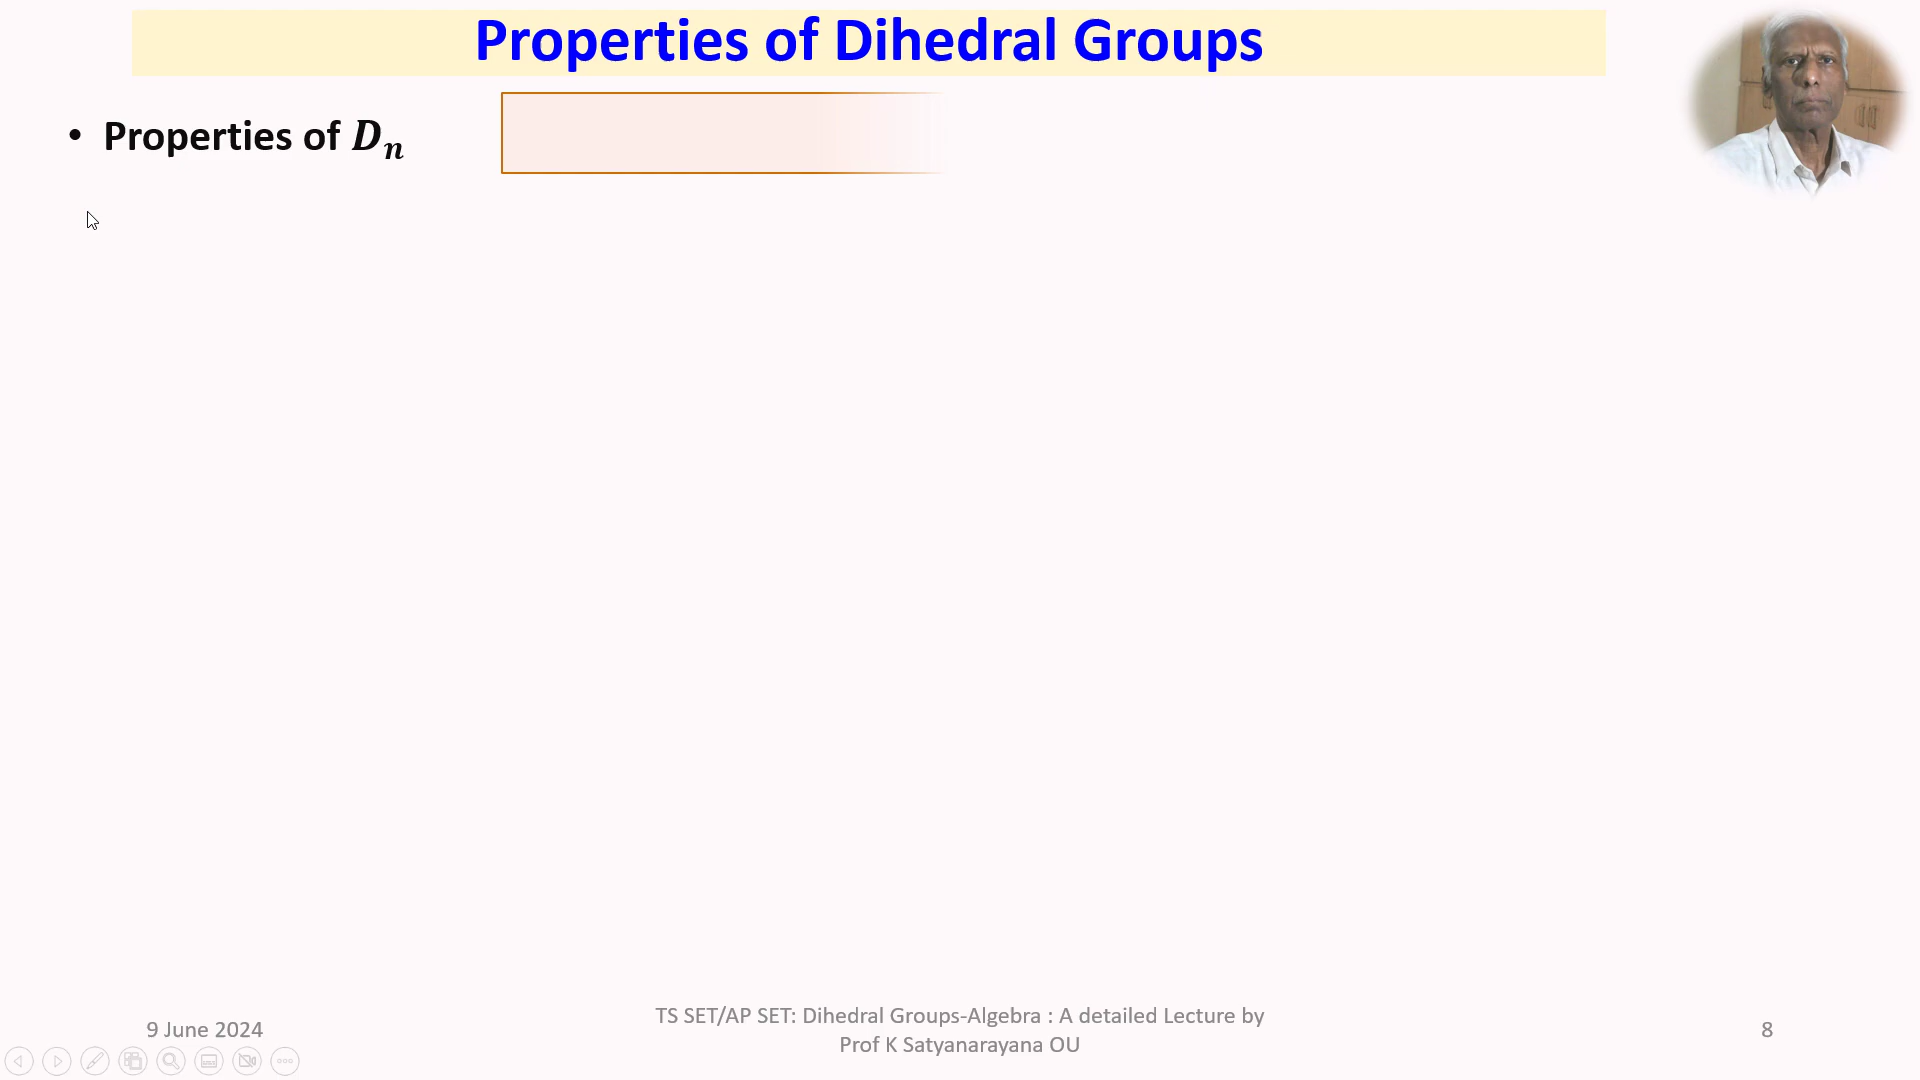 Properties of Dihedral Groups
• Properties of Dₙ
9 June 2024
TS SET/AP SET: Dihedral Groups-Algebra : A detailed Lecture by
Prof K Satyanarayana OU
8